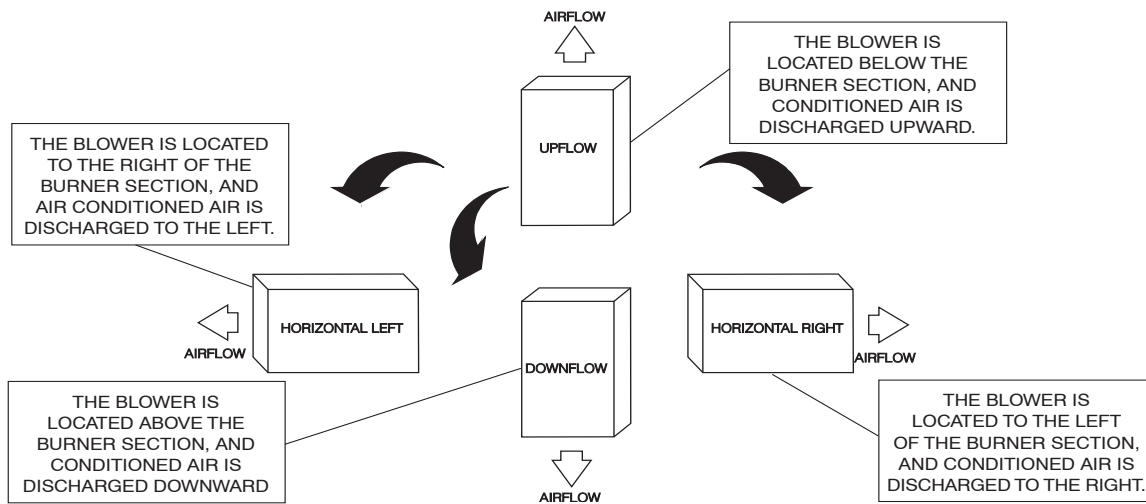 AIRFLOW
THE BLOWER IS
LOCATED BELOW THE
BURNER SECTION, AND
CONDITIONED AIR IS
DISCHARGED UPWARD.
UPFLOW
THE BLOWER IS LOCATED
TO THE RIGHT OF THE
BURNER SECTION, AND
AIR CONDITIONED AIR IS
DISCHARGED TO THE LEFT.
HORIZONTAL LEFT
AIRFLOW
HORIZONTAL RIGHT
AIRFLOW
DOWNFLOW
THE BLOWER IS
LOCATED ABOVE THE
BURNER SECTION, AND
CONDITIONED AIR IS
DISCHARGED DOWNWARD
THE BLOWER IS
LOCATED TO THE LEFT
OF THE BURNER SECTION,
AND CONDITIONED AIR IS
DISCHARGED TO THE RIGHT.
AIRFLOW